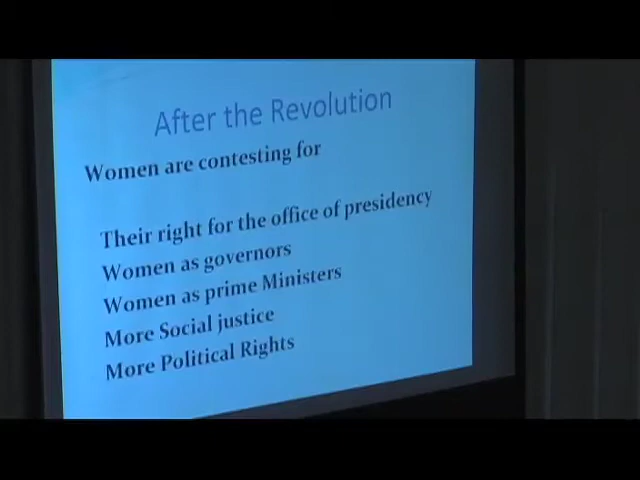 After the Revolution
Women are contesting for
Their right for the office of presidency
Women as governors
Women as prime Ministers
More Social justice
More Political Rights